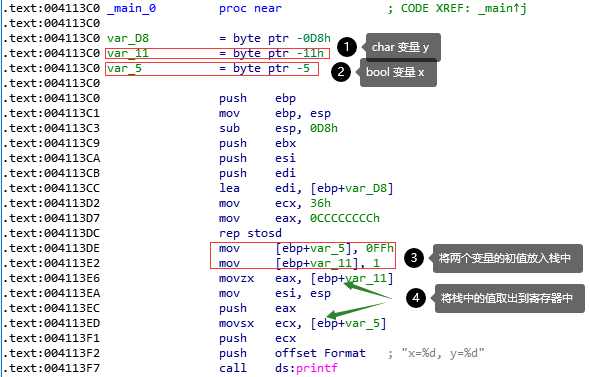 .text:004113C0 _main_0 proc near ; CODE XREF: _main↑j
.text:004113C0
.text:004113C0 var_D8 = byte ptr -0D8h
.text:004113C0 var_11 = byte ptr -11h 1 char 变量 y
.text:004113C0 var_5 = byte ptr -5 2 bool 变量 x
.text:004113C0
.text:004113C0 push ebp
.text:004113C1 mov ebp, esp
.text:004113C3 sub esp, 0D8h
.text:004113C9 push ebx
.text:004113CA push esi
.text:004113CB push edi
.text:004113CC lea edi, [ebp+var_D8]
.text:004113D2 mov ecx, 36h
.text:004113D7 mov eax, 0CCCCCCCCh
.text:004113DC rep stosd
.text:004113DE mov [ebp+var_5], 0FFh
.text:004113E2 mov [ebp+var_11], 1 3 将两个变量的初值放入栈中
.text:004113E6 movzx eax, [ebp+var_11]
.text:004113EA mov esi, esp 4 将栈中的值取出到寄存器中
.text:004113EC push eax
.text:004113ED movsx ecx, [ebp+var_5]
.text:004113F1 push ecx
.text:004113F2 push offset Format ; "x=%d, y=%d"
.text:004113F7 call ds:printf